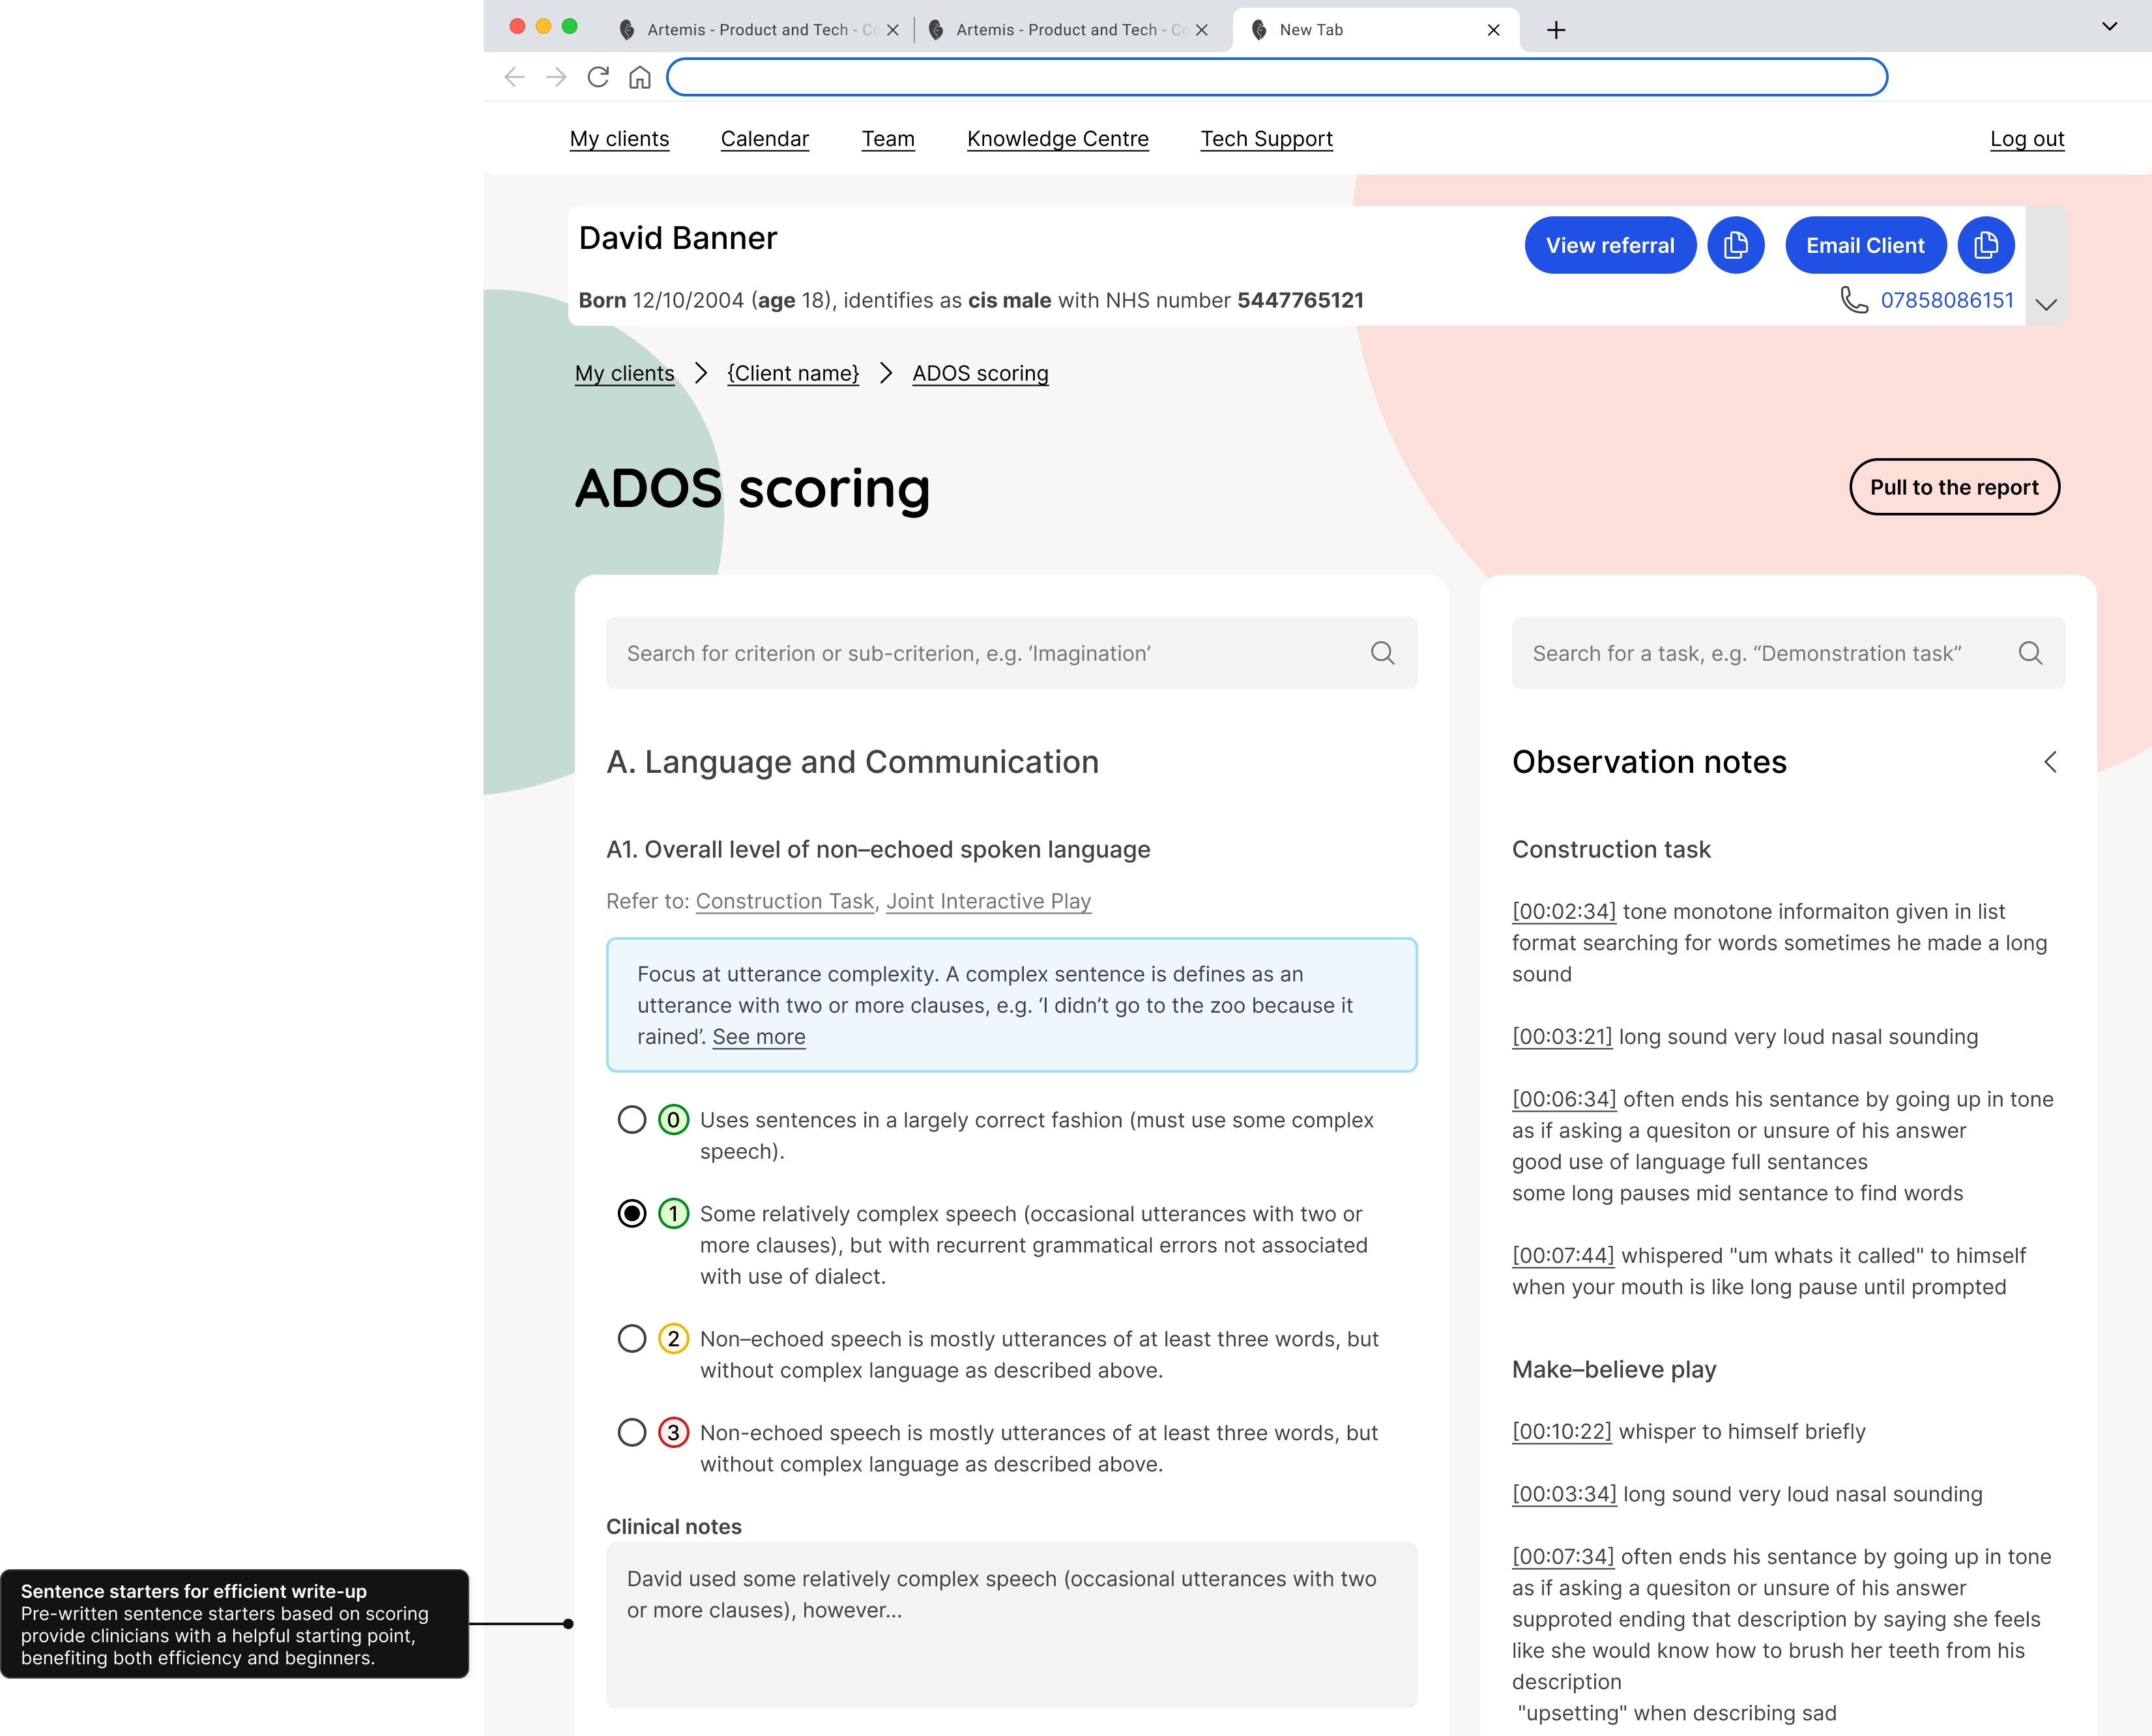 Artemis - Product and Tech - Co
Artemis - Product and Tech - Co
New Tab
My clients
Calendar
Team
Knowledge Centre
Tech Support
Log out
David Banner
View referral
Email Client
Born 12/10/2004 (age 18), identifies as cis male with NHS number 5447765121
07858086151
My clients
{Client name}
ADOS scoring
ADOS scoring
Pull to the report
Search for criterion or sub-criterion, e.g. ‘Imagination’
A. Language and Communication
A1. Overall level of non–echoed spoken language
Refer to: Construction Task, Joint Interactive Play
Focus at utterance complexity. A complex sentence is defines as an
utterance with two or more clauses, e.g. ‘I didn’t go to the zoo because it
rained’. See more
0 Uses sentences in a largely correct fashion (must use some complex
speech).
1 Some relatively complex speech (occasional utterances with two or
more clauses), but with recurrent grammatical errors not associated
with use of dialect.
2 Non–echoed speech is mostly utterances of at least three words, but
without complex language as described above.
3 Non-echoed speech is mostly utterances of at least three words, but
without complex language as described above.
Clinical notes
David used some relatively complex speech (occasional utterances with two
or more clauses), however...
Sentence starters for efficient write-up
Pre-written sentence starters based on scoring
provide clinicians with a helpful starting point,
benefiting both efficiency and beginners.
Search for a task, e.g. “Demonstration task”
Observation notes
Construction task
[00:02:34] tone monotone informaiton given in list
format searching for words sometimes he made a long
sound
[00:03:21] long sound very loud nasal sounding
[00:06:34] often ends his sentance by going up in tone
as if asking a quesiton or unsure of his answer
good use of language full sentances
some long pauses mid sentance to find words
[00:07:44] whispered "um whats it called" to himself
when your mouth is like long pause until prompted
Make–believe play
[00:10:22] whisper to himself briefly
[00:03:34] long sound very loud nasal sounding
[00:07:34] often ends his sentance by going up in tone
as if asking a quesiton or unsure of his answer
supproted ending that description by saying she feels
like she would know how to brush her teeth from his
description
"upsetting" when describing sad